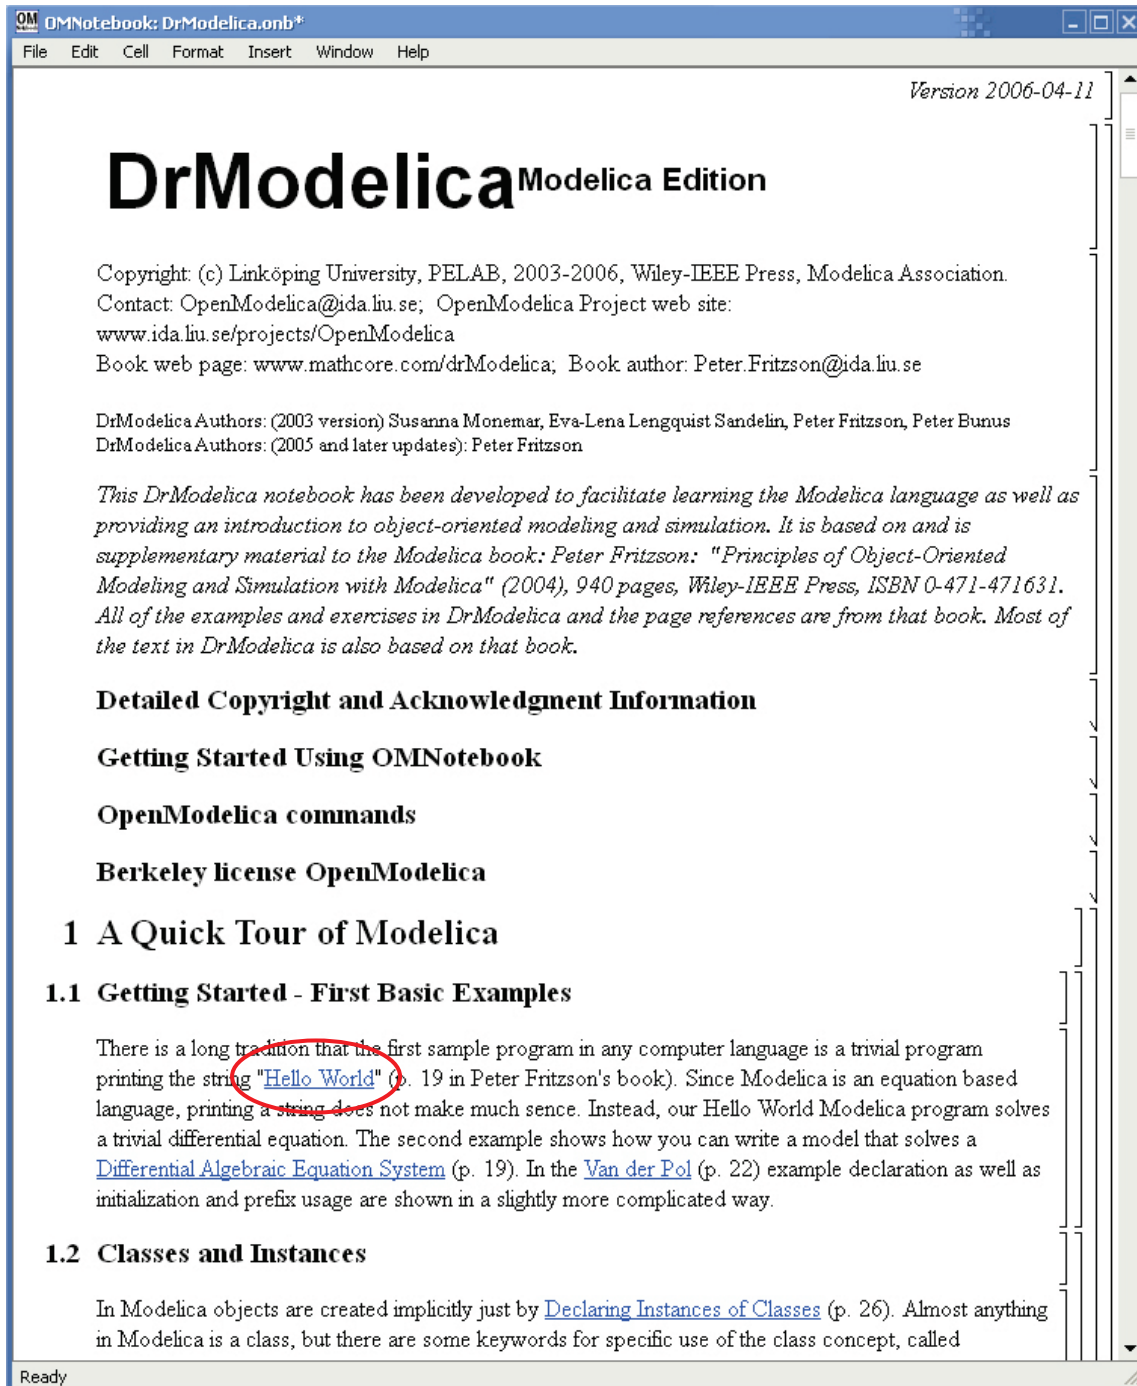 OMNotebook: DrModelica.onb*
File Edit Cell Format Insert Window Help
Version 2006-04-11
DrModelica Modelica Edition
Copyright: (c) Linköping University, PELAB, 2003-2006, Wiley-IEEE Press, Modelica Association.
Contact: OpenModelica@ida.liu.se; OpenModelica Project web site:
www.ida.liu.se/projects/OpenModelica
Book web page: www.mathcore.com/drModelica; Book author: Peter.Fritzson@ida.liu.se
DrModelica Authors: (2003 version) Susanna Monemar, Eva-Lena Lengquist Sandelin, Peter Fritzson, Peter Bunus
DrModelica Authors: (2005 and later updates): Peter Fritzson
This DrModelica notebook has been developed to facilitate learning the Modelica language as well as
providing an introduction to object-oriented modeling and simulation. It is based on and is
supplementary material to the Modelica book: Peter Fritzson: "Principles of Object-Oriented
Modeling and Simulation with Modelica" (2004), 940 pages, Wiley-IEEE Press, ISBN 0-471-471631.
All of the examples and exercises in DrModelica and the page references are from that book. Most of
the text in DrModelica is also based on that book.
Detailed Copyright and Acknowledgment Information
Getting Started Using OMNotebook
OpenModelica commands
Berkeley license OpenModelica
1 A Quick Tour of Modelica
1.1 Getting Started - First Basic Examples
There is a long tradition that the first sample program in any computer language is a trivial program
printing the string "Hello World" (p. 19 in Peter Fritzson's book). Since Modelica is an equation based
language, printing a string does not make much sence. Instead, our Hello World Modelica program solves
a trivial differential equation. The second example shows how you can write a model that solves a
Differential Algebraic Equation System (p. 19). In the Van der Pol (p. 22) example declaration as well as
initialization and prefix usage are shown in a slightly more complicated way.
1.2 Classes and Instances
In Modelica objects are created implicitly just by Declaring Instances of Classes (p. 26). Almost anything
in Modelica is a class, but there are some keywords for specific use of the class concept, called
Ready